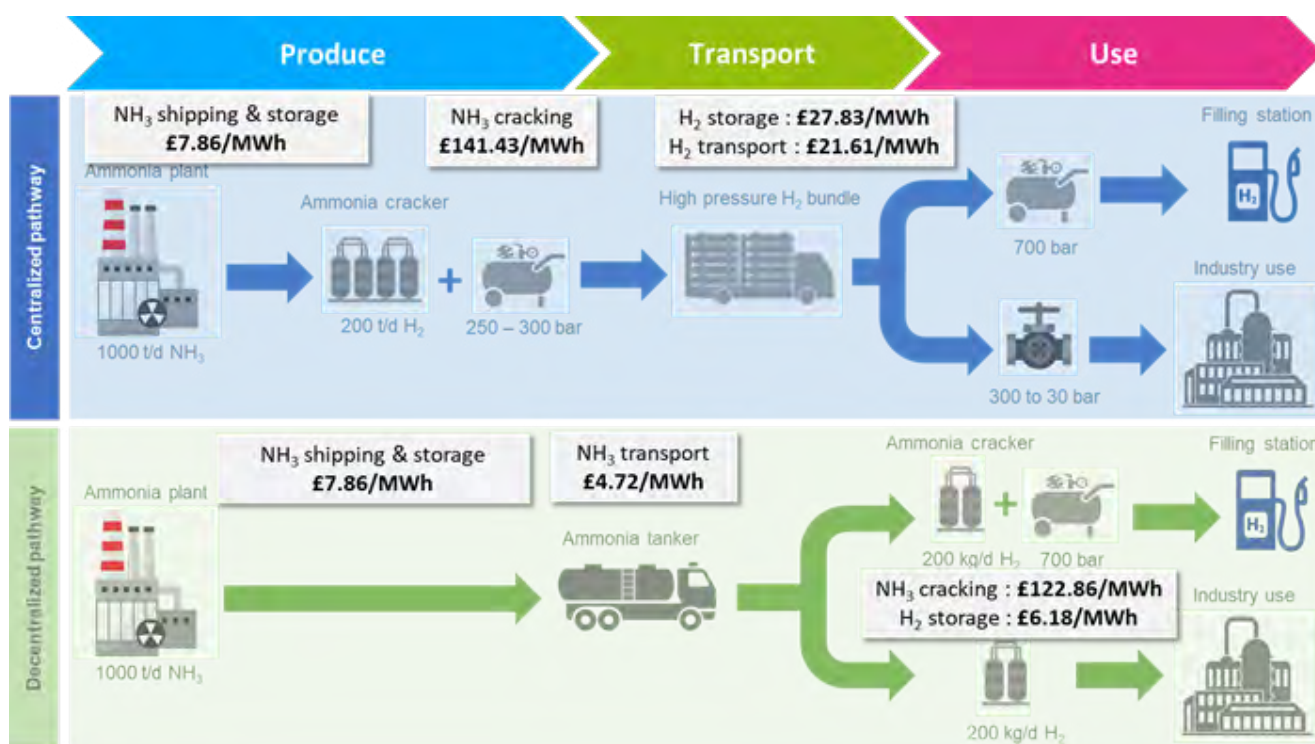 Produce
Transport
Use
Centralized pathway
NH₃ shipping & storage
£7.86/MWh
NH₃ cracking
£141.43/MWh
H₂ storage : £27.83/MWh
H₂ transport : £21.61/MWh
Filling station
Ammonia plant
Ammonia cracker
High pressure H₂ bundle
H₂
700 bar
Industry use
+
200 t/d H₂
250 – 300 bar
1000 t/d NH₃
300 to 30 bar
Decentralized pathway
NH₃ shipping & storage
£7.86/MWh
NH₃ transport
£4.72/MWh
Ammonia cracker
Filling station
Ammonia plant
+
H₂
Ammonia tanker
200 kg/d H₂
700 bar
NH₃ cracking : £122.86/MWh
H₂ storage : £6.18/MWh
Industry use
1000 t/d NH₃
200 kg/d H₂